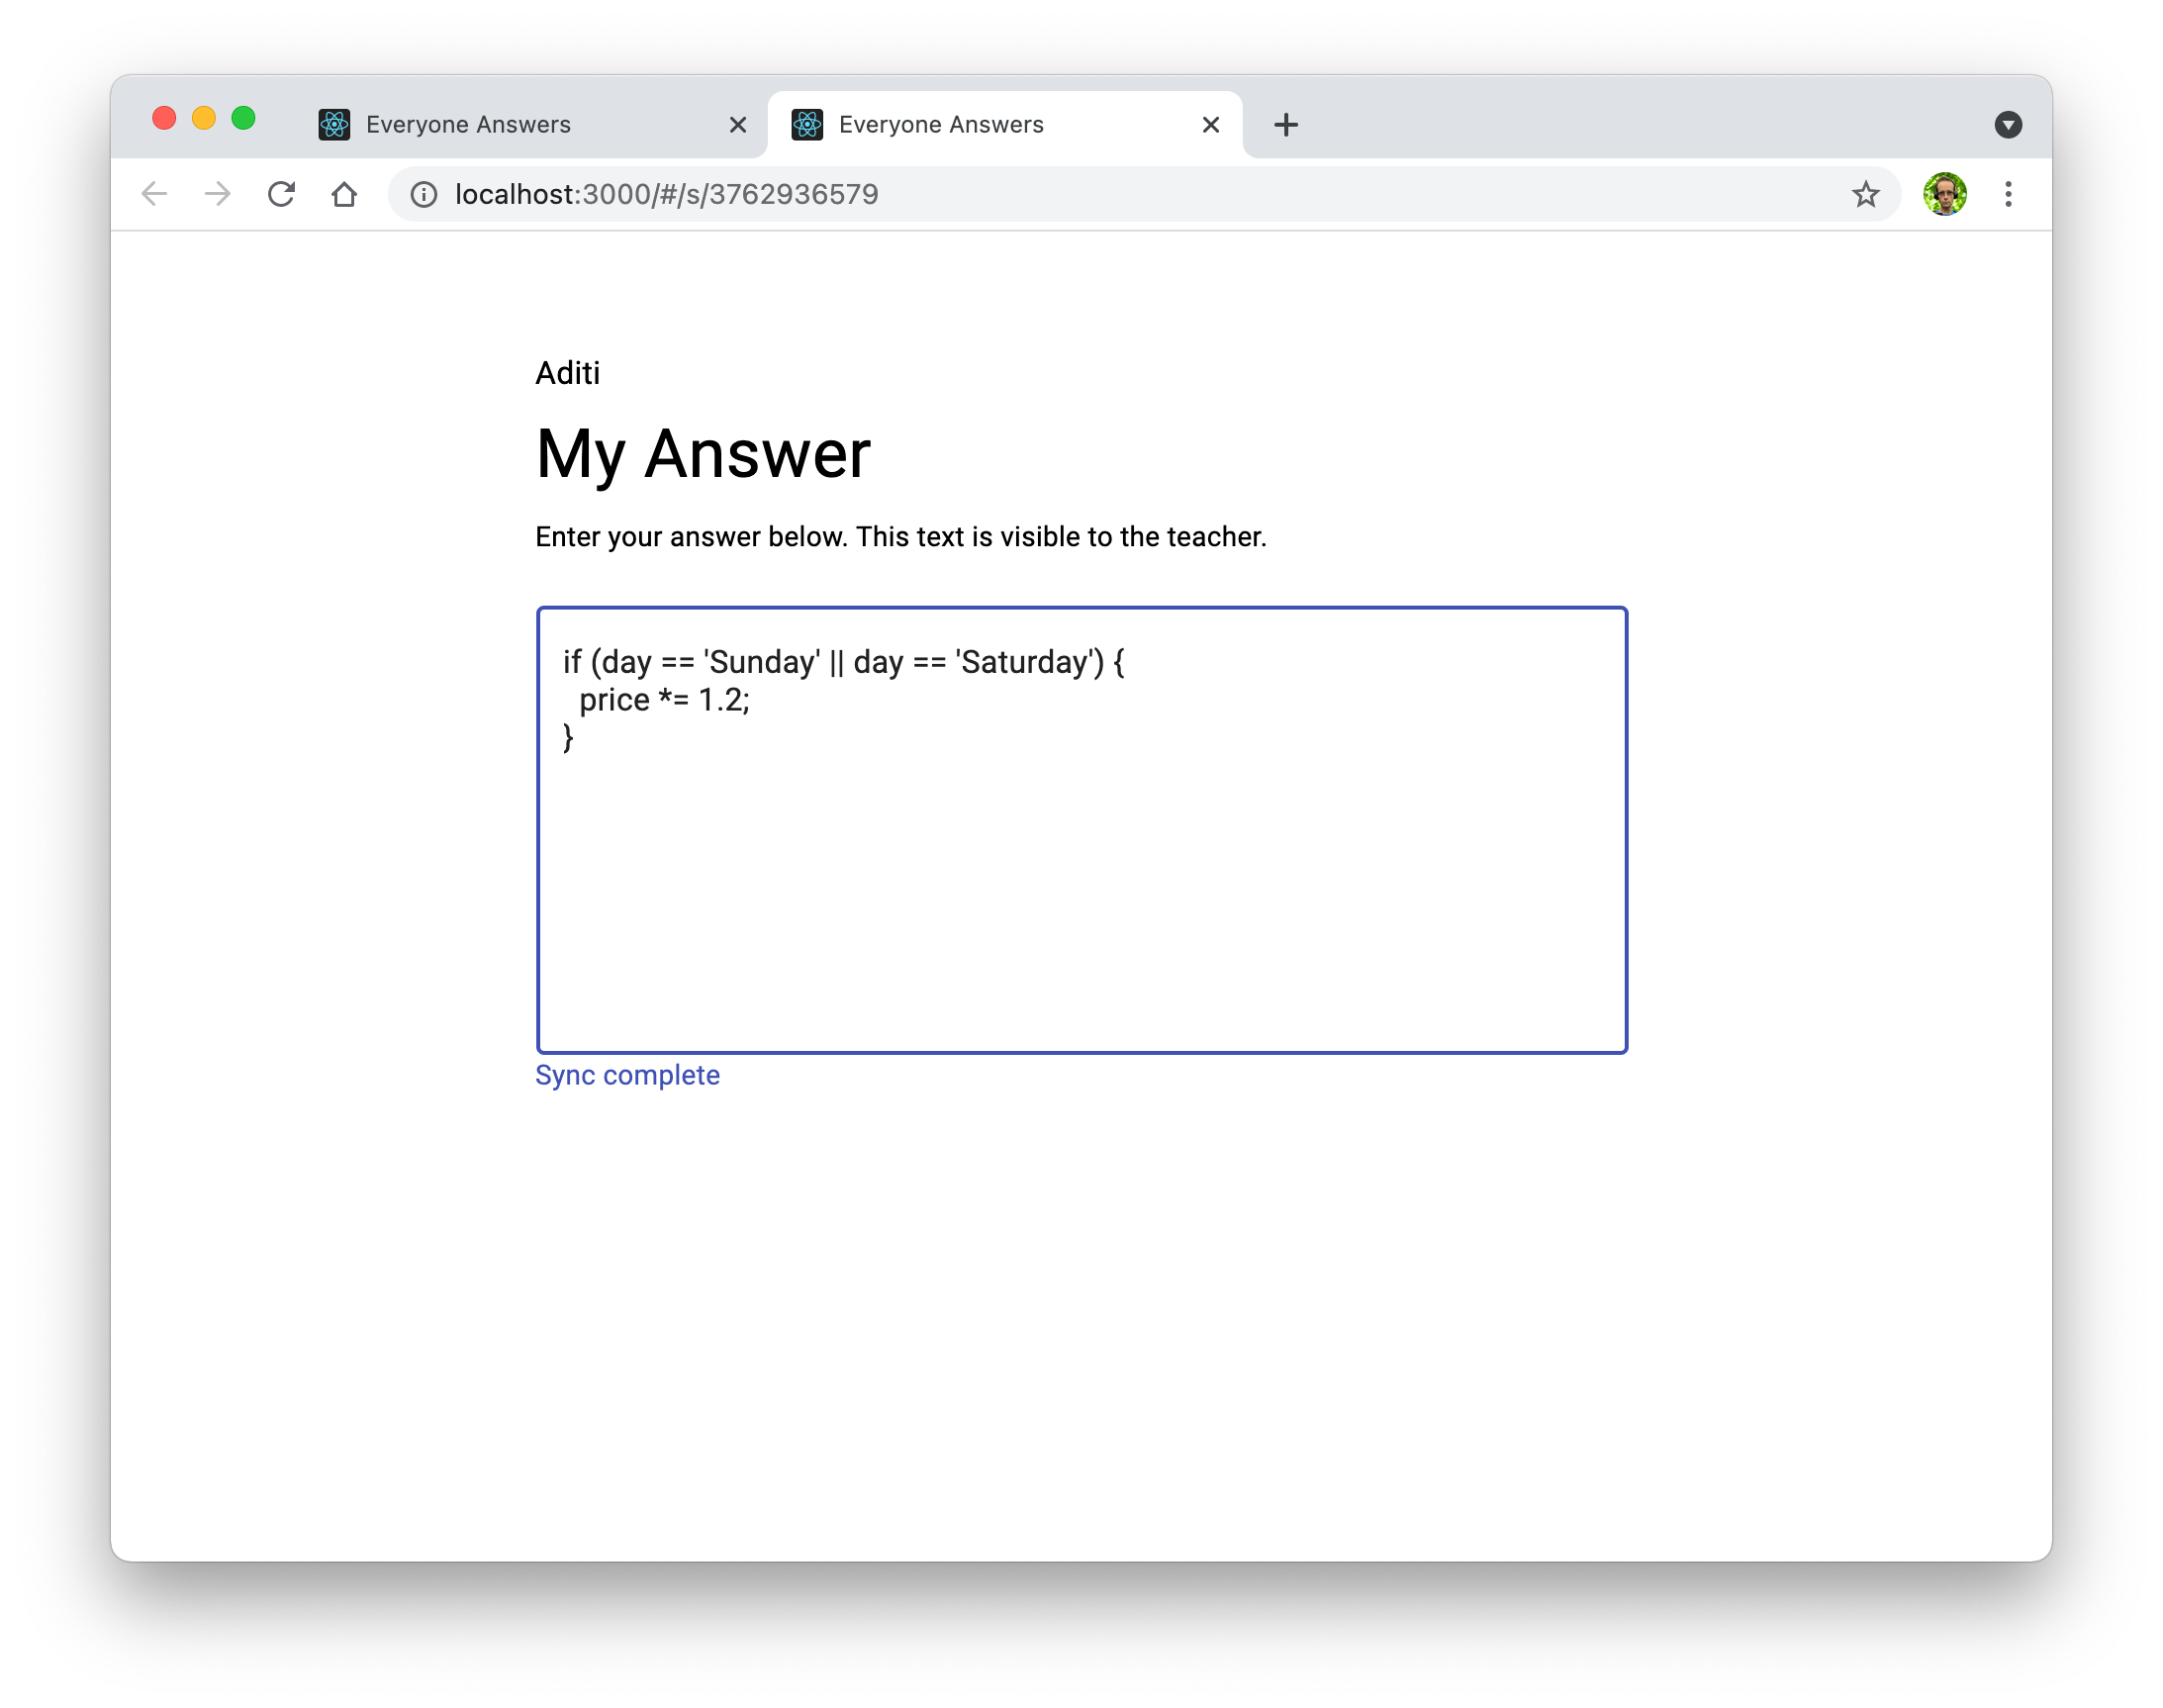 Everyone Answers
Everyone Answers
localhost:3000/#/s/3762936579
Aditi
My Answer
Enter your answer below. This text is visible to the teacher.
if (day == 'Sunday' || day == 'Saturday') {
  price *= 1.2;
}
Sync complete